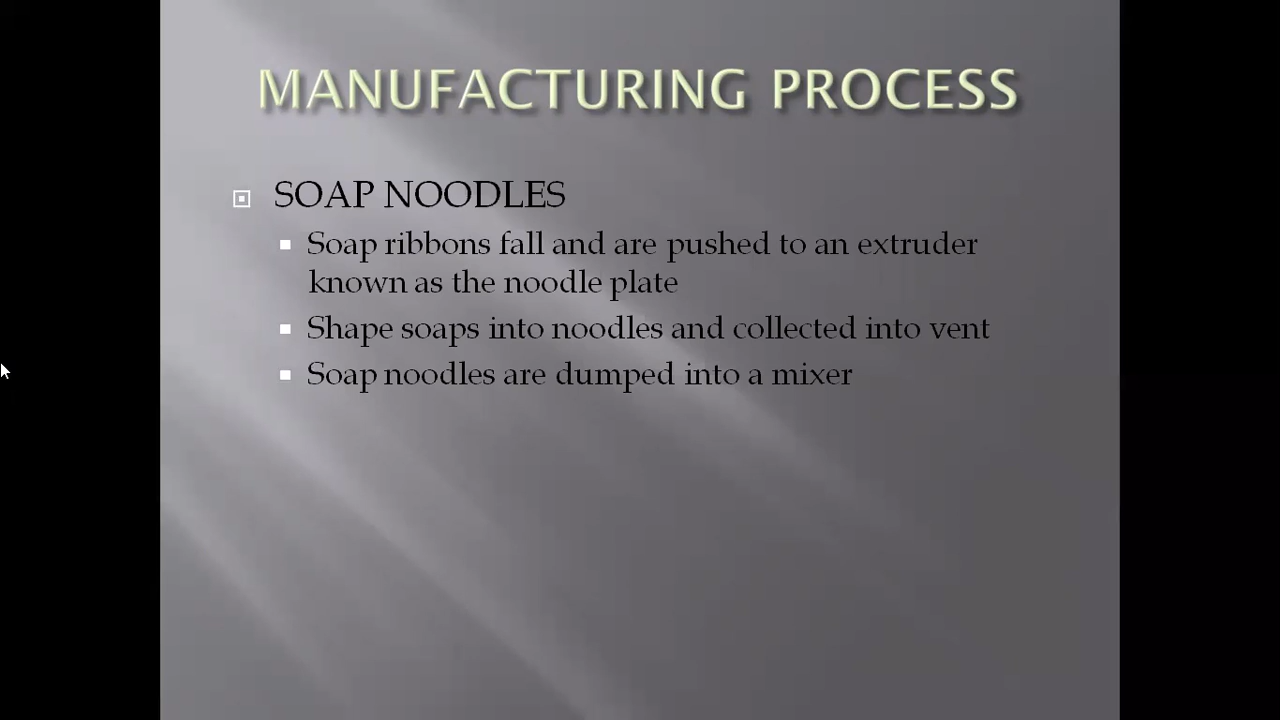 MANUFACTURING PROCESS
SOAP NOODLES
Soap ribbons fall and are pushed to an extruder
known as the noodle plate
Shape soaps into noodles and collected into vent
Soap noodles are dumped into a mixer